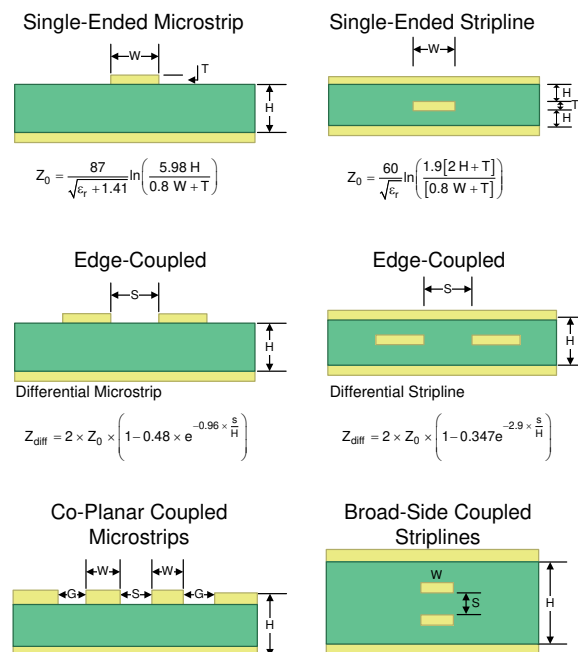 Single-Ended Microstrip
W
T
H
Z₀ = 87/√(εᵣ + 1.41) ln(5.98 H/(0.8 W + T))
Single-Ended Stripline
W
H
T
H
Z₀ = 60/√εᵣ ln(1.9[2 H + T]/[0.8 W + T])
Edge-Coupled
S
H
Differential Microstrip
Z_diff = 2 × Z₀ × (1 − 0.48 × e^(−0.96 × s/H))
Edge-Coupled
S
H
Differential Stripline
Z_diff = 2 × Z₀ × (1 − 0.347e^(−2.9 × s/H))
Co-Planar Coupled
Microstrips
W W
G S G
H
Broad-Side Coupled
Striplines
W
S
H